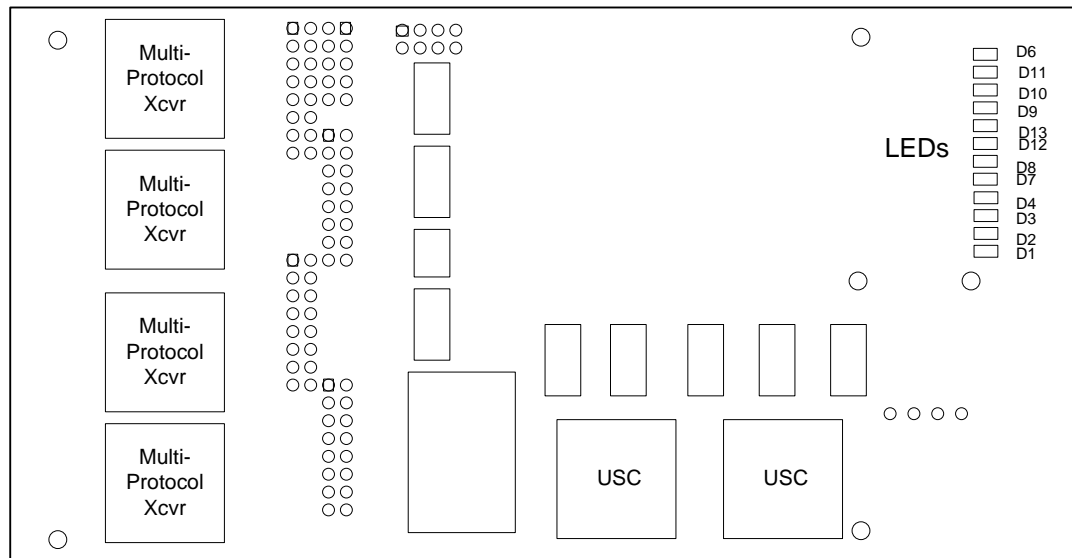 Multi-
Protocol
Xcvr
Multi-
Protocol
Xcvr
Multi-
Protocol
Xcvr
Multi-
Protocol
Xcvr
USC
USC
LEDs
D6
D11
D10
D9
D13
D12
D8
D7
D4
D3
D2
D1